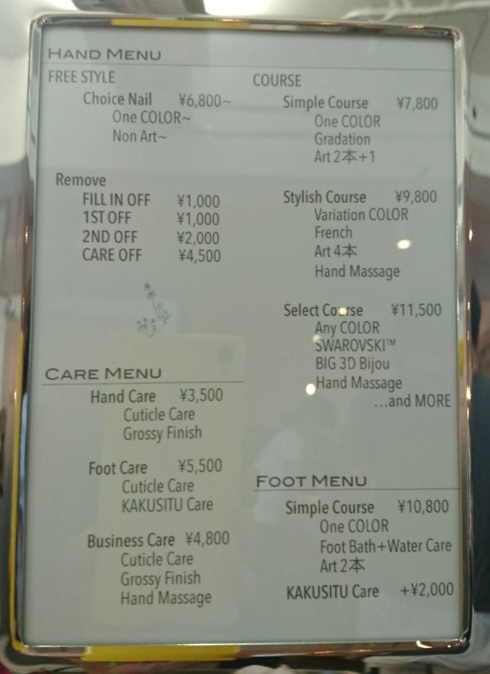 HAND MENU
FREE STYLE
Choice Nail ¥6,800~
One COLOR~
Non Art~
Remove
FILL IN OFF ¥1,000
1ST OFF ¥1,000
2ND OFF ¥2,000
CARE OFF ¥4,500
COURSE
Simple Course ¥7,800
One COLOR
Gradation
Art 2本+1
Stylish Course ¥9,800
Variation COLOR
French
Art 4本
Hand Massage
Select Course ¥11,500
Any COLOR
SWAROVSKI™
BIG 3D Bijou
Hand Massage
...and MORE
CARE MENU
Hand Care ¥3,500
Cuticle Care
Grossy Finish
Foot Care ¥5,500
Cuticle Care
KAKUSITU Care
Business Care ¥4,800
Cuticle Care
Grossy Finish
Hand Massage
FOOT MENU
Simple Course ¥10,800
One COLOR
Foot Bath+Water Care
Art 2本
KAKUSITU Care +¥2,000